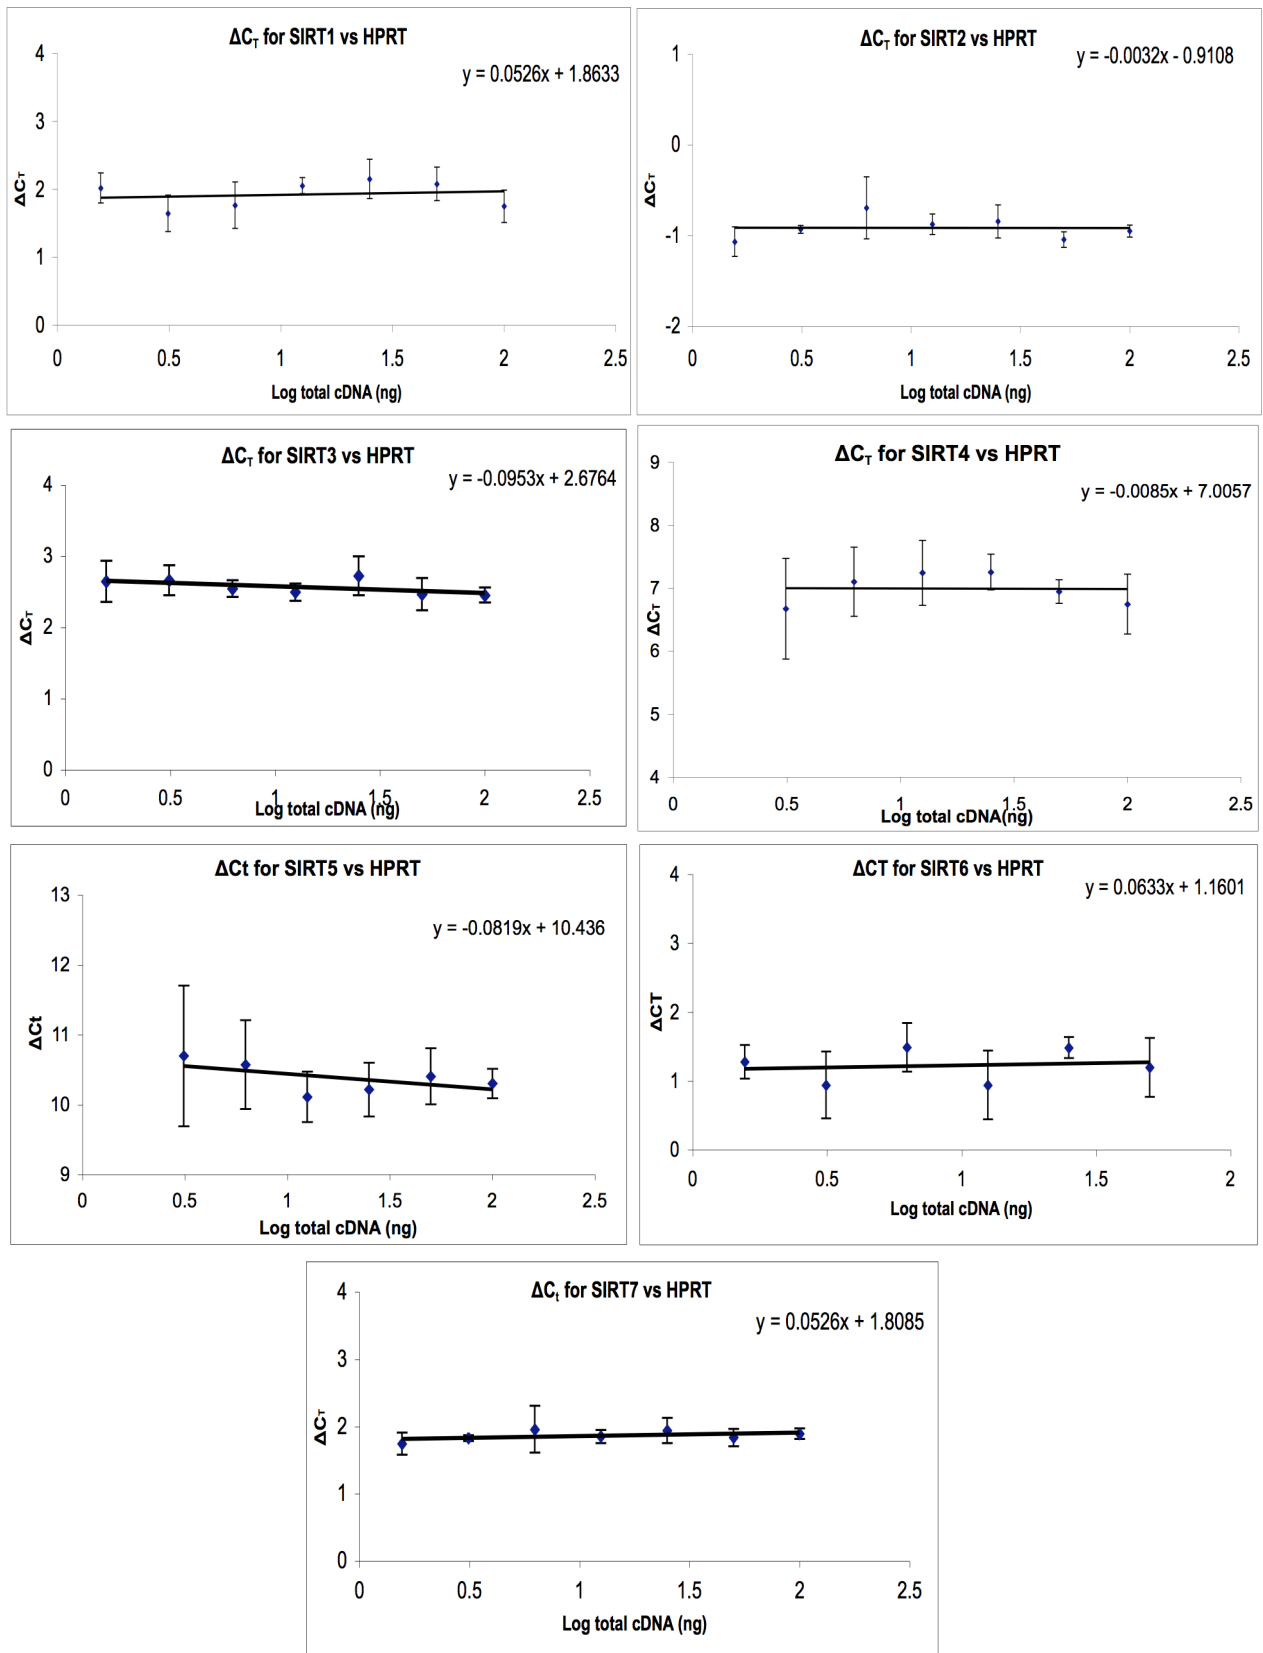 ΔCT for SIRT1 vs HPRT
y = 0.0526x + 1.8633
4
3
2
1
0
ΔCT
0 0.5 1 1.5 2 2.5
Log total cDNA (ng)
ΔCT for SIRT2 vs HPRT
y = -0.0032x - 0.9108
1
0
-1
-2
ΔCT
0 0.5 1 1.5 2 2.5
Log total cDNA (ng)
ΔCT for SIRT3 vs HPRT
y = -0.0953x + 2.6764
4
3
2
1
0
ΔCT
0 0.5 1 1.5 2 2.5
Log total cDNA (ng)
ΔCT for SIRT4 vs HPRT
y = -0.0085x + 7.0057
9
8
7
6
5
4
ΔCT
0 0.5 1 1.5 2 2.5
Log total cDNA(ng)
ΔCt for SIRT5 vs HPRT
y = -0.0819x + 10.436
13
12
11
10
9
ΔCt
0 0.5 1 1.5 2 2.5
Log total cDNA (ng)
ΔCT for SIRT6 vs HPRT
y = 0.0633x + 1.1601
4
3
2
1
0
ΔCT
0 0.5 1 1.5 2
Log total cDNA (ng)
ΔCt for SIRT7 vs HPRT
y = 0.0526x + 1.8085
4
3
2
1
0
ΔCT
0 0.5 1 1.5 2 2.5
Log total cDNA (ng)